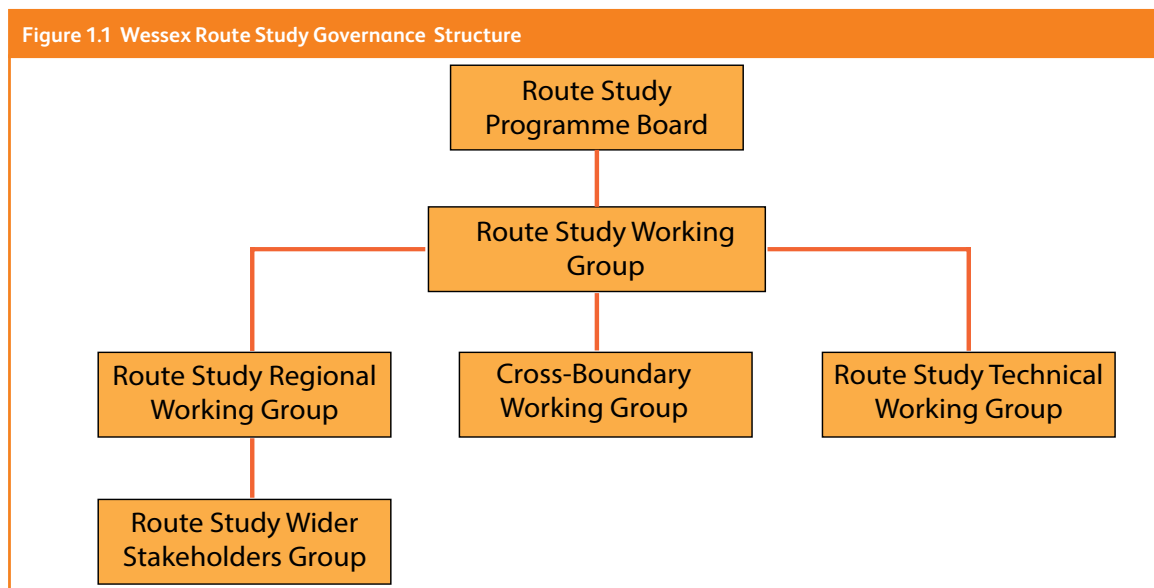 Figure 1.1 Wessex Route Study Governance Structure
Route Study
Programme Board
Route Study Working
Group
Route Study Regional
Working Group
Cross-Boundary
Working Group
Route Study Technical
Working Group
Route Study Wider
Stakeholders Group